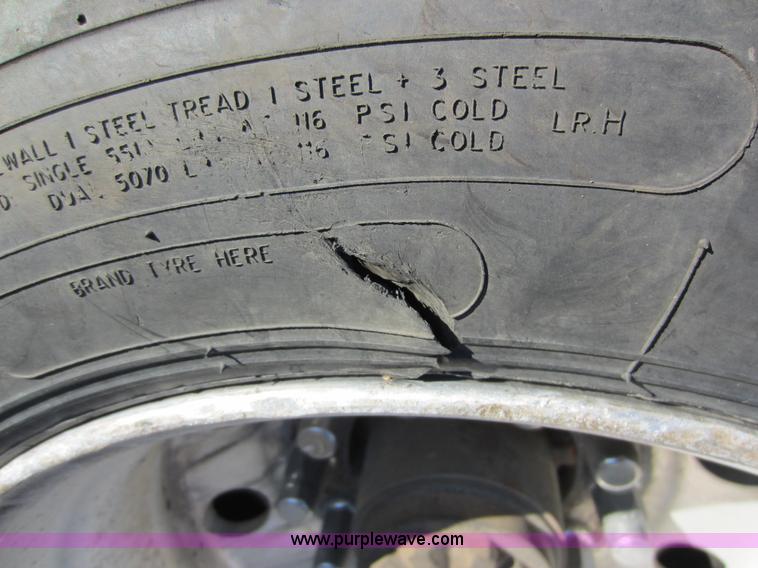 WALL 1 STEEL TREAD 1 STEEL + 3 STEEL
SINGLE 116 PSI COLD
5070 116 PSI COLD
LR.H
BRAND TYRE HERE
www.purplewave.com